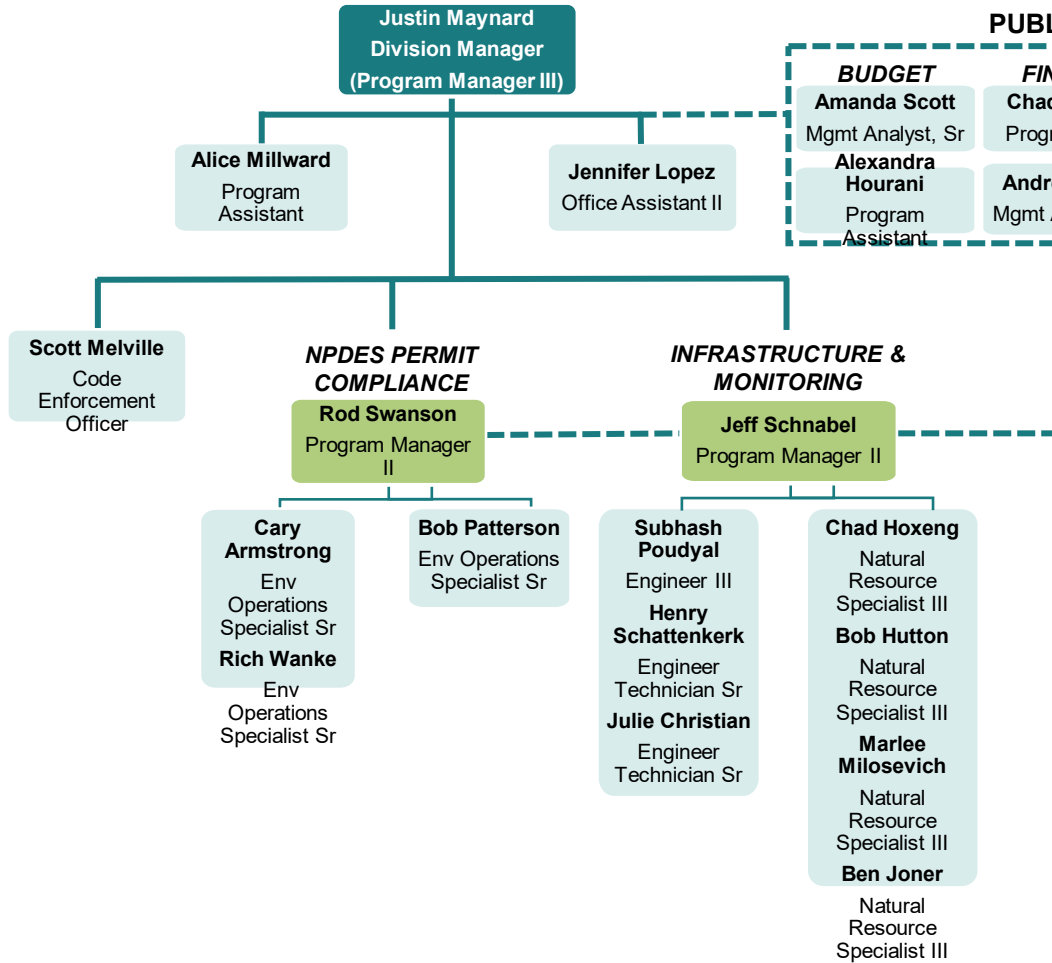 Justin Maynard
Division Manager
(Program Manager III)
PUBL
BUDGET
FIN
Amanda Scott
Mgmt Analyst, Sr
Chad
Progr
Alexandra
Hourani
Program
Assistant
Andre
Mgmt A
Alice Millward
Program
Assistant
Jennifer Lopez
Office Assistant II
Scott Melville
Code
Enforcement
Officer
NPDES PERMIT
COMPLIANCE
Rod Swanson
Program Manager
II
INFRASTRUCTURE &
MONITORING
Jeff Schnabel
Program Manager II
Cary
Armstrong
Env
Operations
Specialist Sr
Rich Wanke
Env
Operations
Specialist Sr
Bob Patterson
Env Operations
Specialist Sr
Subhash
Poudyal
Engineer III
Henry
Schattenkerk
Engineer
Technician Sr
Julie Christian
Engineer
Technician Sr
Chad Hoxeng
Natural
Resource
Specialist III
Bob Hutton
Natural
Resource
Specialist III
Marlee
Milosevich
Natural
Resource
Specialist III
Ben Joner
Natural
Resource
Specialist III